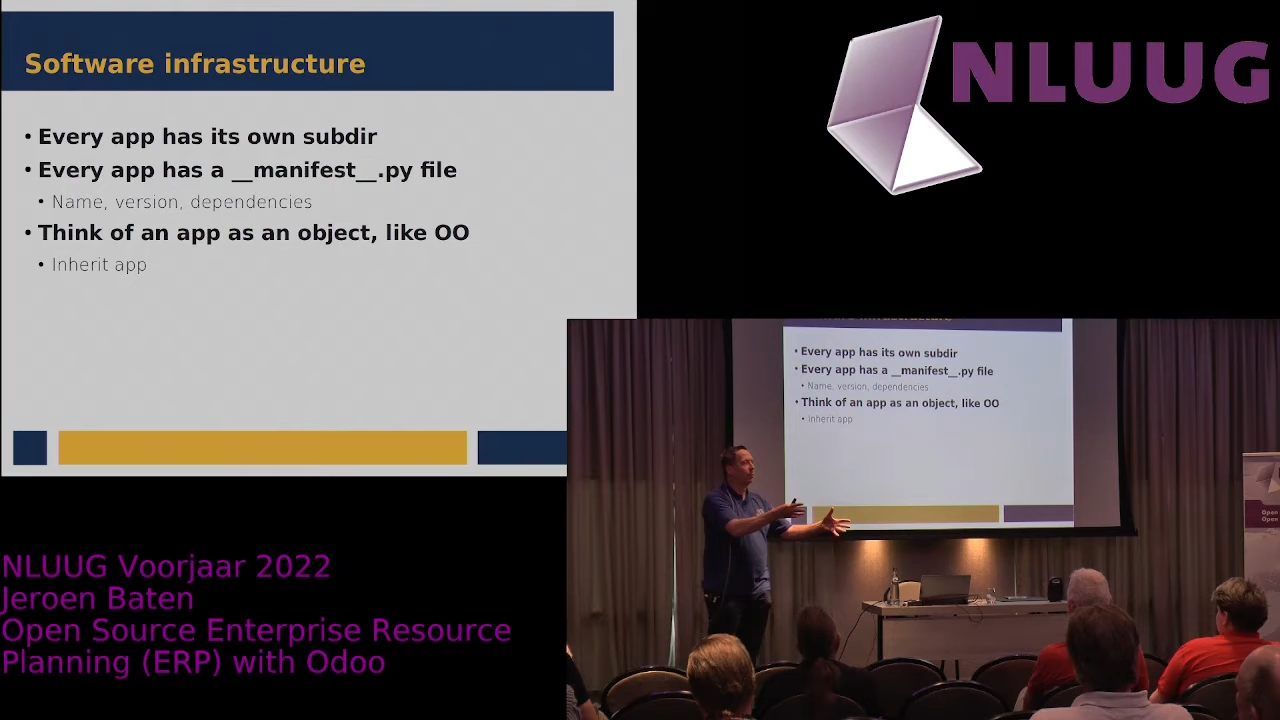 Software infrastructure
• Every app has its own subdir
• Every app has a __manifest__.py file
• Name, version, dependencies
• Think of an app as an object, like OO
• Inherit app
NLUUG
• Every app has its own subdir
• Every app has a __manifest__.py file
• Name, version, dependencies
• Think of an app as an object, like OO
• Inherit app
Open
Open
NLUUG Voorjaar 2022
Jeroen Baten
Open Source Enterprise Resource
Planning (ERP) with Odoo